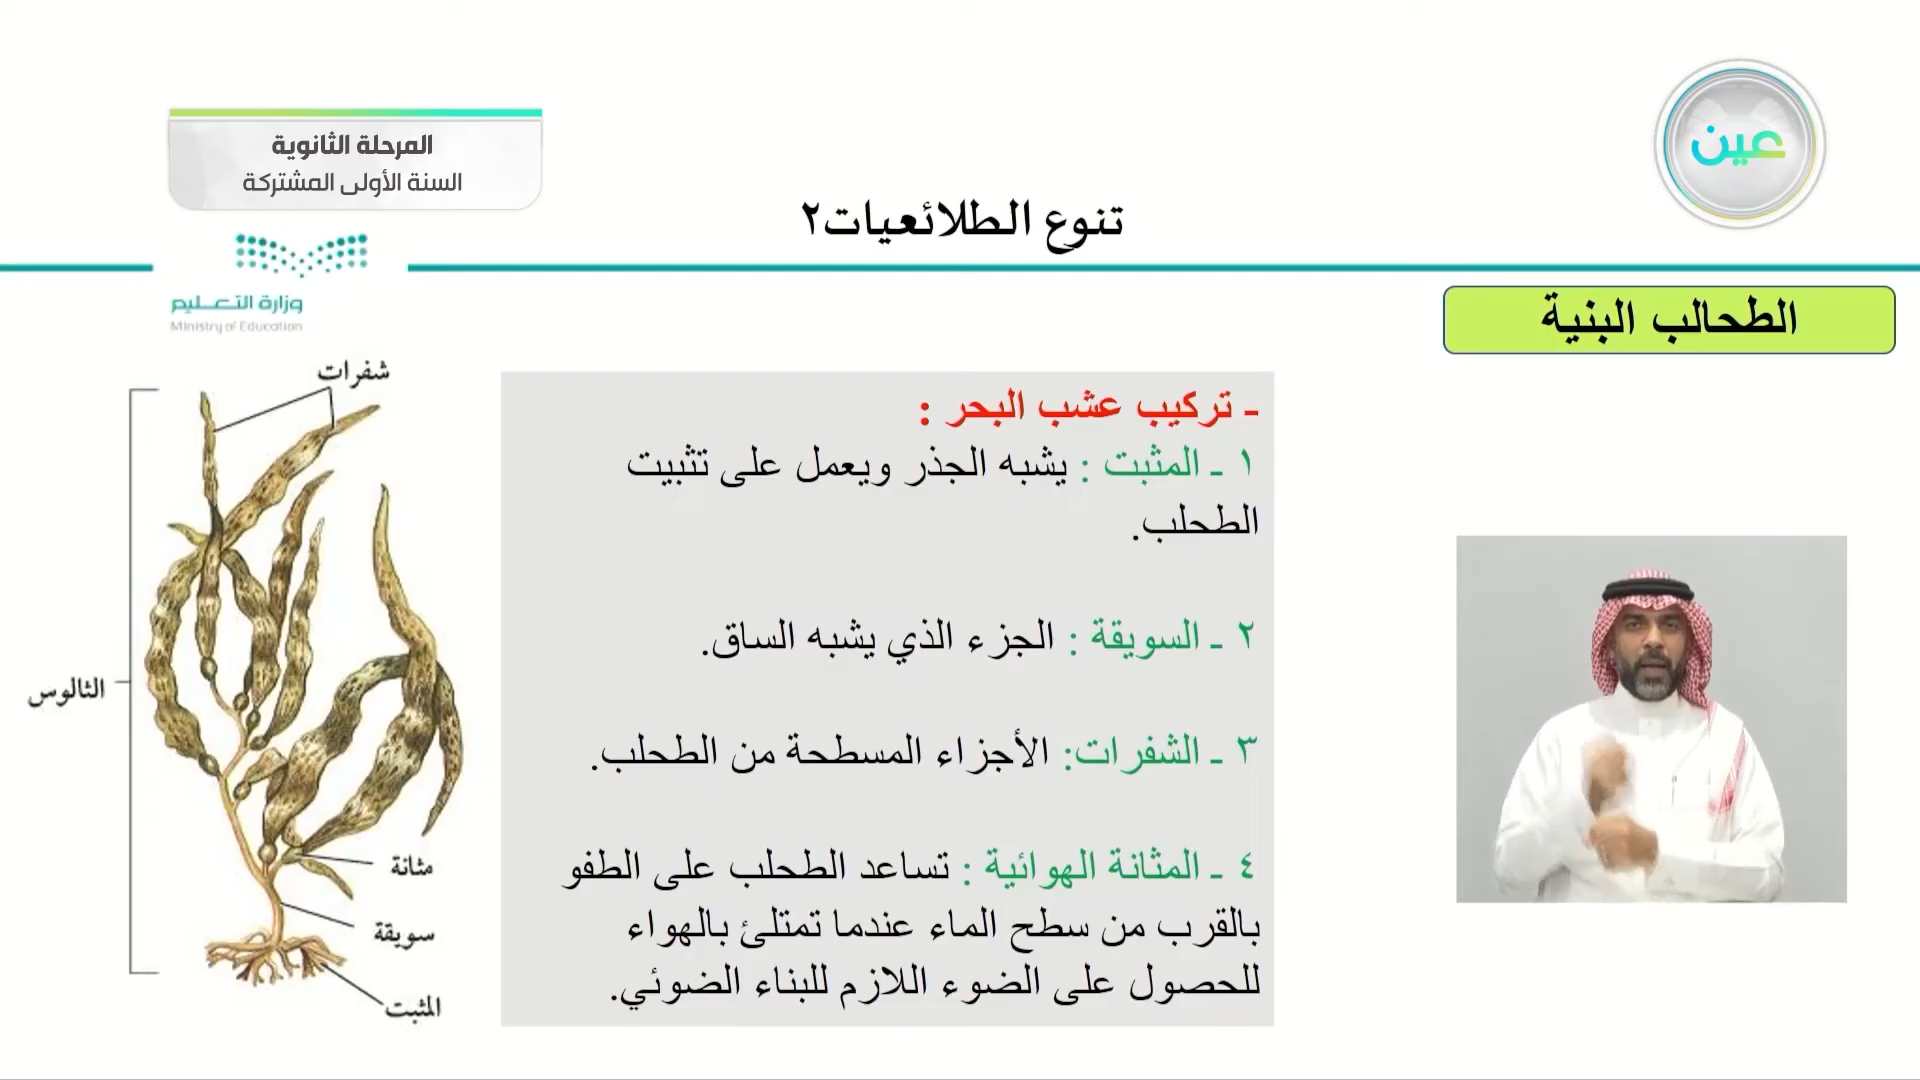 عين
المرحلة الثانوية
السنة الأولى المشتركة
تنوع الطلائعيات٢
وزارة التعـــليم
Ministry of Education
الطحالب البنية
- تركيب عشب البحر :
١ ـ المثبت : يشبه الجذر ويعمل على تثبيت
الطحلب.
٢ ـ السويقة : الجزء الذي يشبه الساق.
٣ ـ الشفرات: الأجزاء المسطحة من الطحلب.
٤ ـ المثانة الهوائية : تساعد الطحلب على الطفو
بالقرب من سطح الماء عندما تمتلئ بالهواء
للحصول على الضوء اللازم للبناء الضوئي.
شفرات
الثالوس
مثانة
سويقة
المثبت